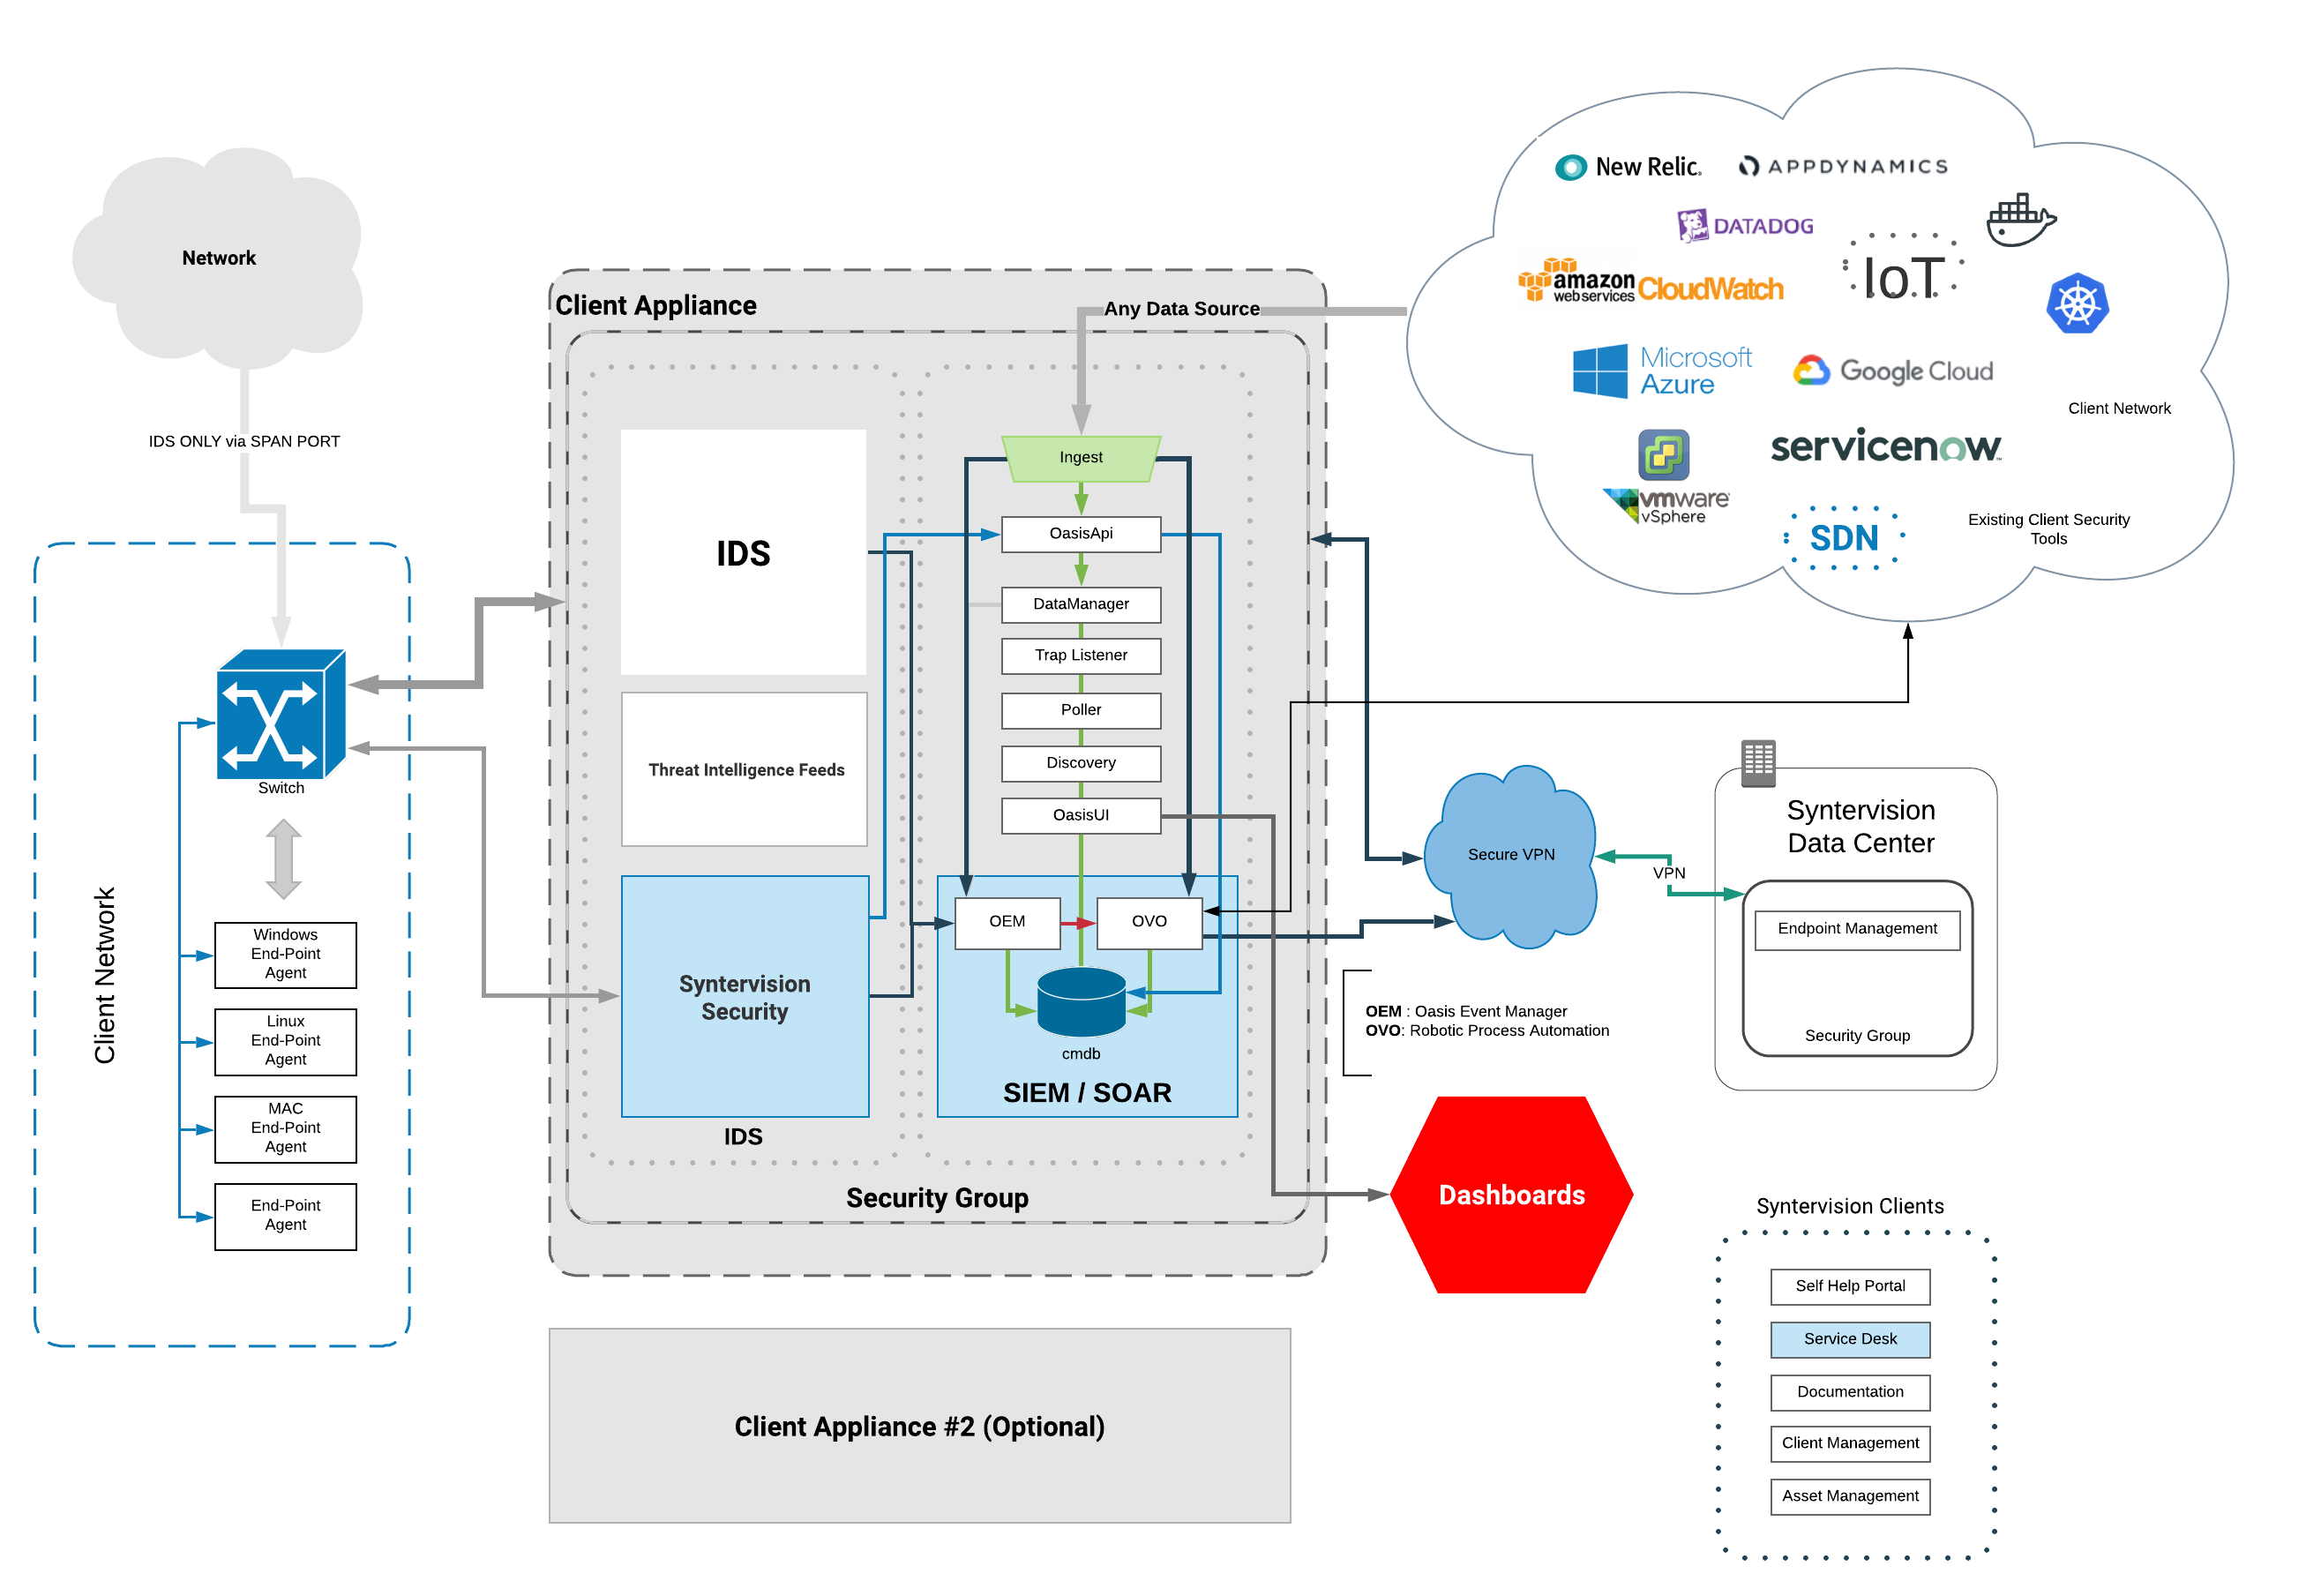 Network
IDS ONLY via SPAN PORT
Client Network
Switch
Windows
End-Point
Agent
Linux
End-Point
Agent
MAC
End-Point
Agent
End-Point
Agent
Client Appliance
Any Data Source
IDS
Threat Intelligence Feeds
Syntervision
Security
IDS
Ingest
OasisApi
DataManager
Trap Listener
Poller
Discovery
OasisUI
OEM
OVO
cmdb
SIEM / SOAR
Security Group
Client Appliance #2 (Optional)
New Relic.
APPDYNAMICS
DATADOG
IoT
amazon
web services
CloudWatch
Microsoft
Azure
Google Cloud
Client Network
servicenow™
vmware®
vSphere
SDN
Existing Client Security
Tools
Secure VPN
VPN
Syntervision
Data Center
Endpoint Management
Security Group
OEM : Oasis Event Manager
OVO: Robotic Process Automation
Dashboards
Syntervision Clients
Self Help Portal
Service Desk
Documentation
Client Management
Asset Management